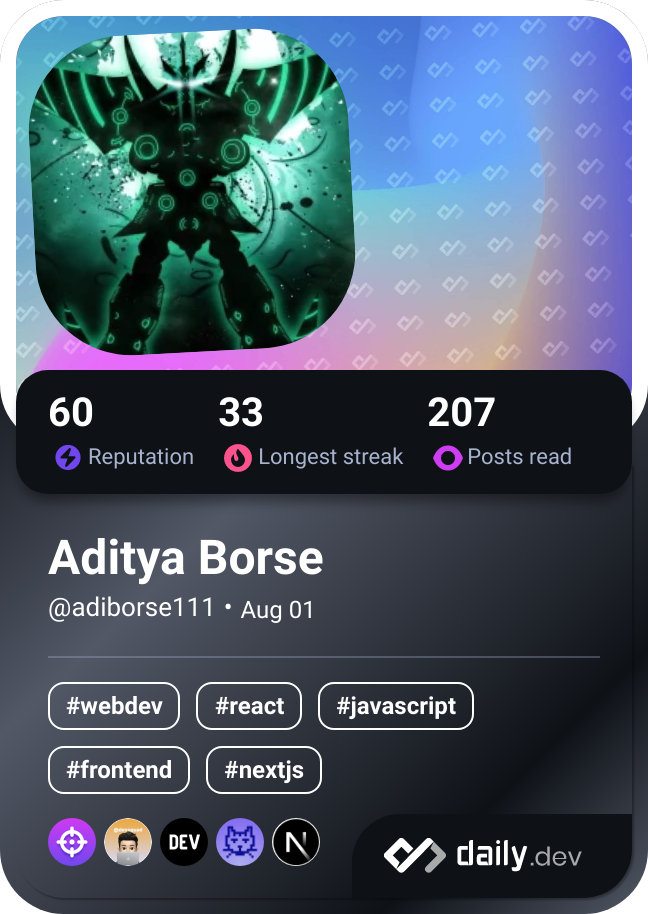 60 33 207
Reputation Longest streak Posts read
Aditya Borse
@adiborse111 • Aug 01
#webdev #react #javascript
#frontend #nextjs
DEV N
daily.dev